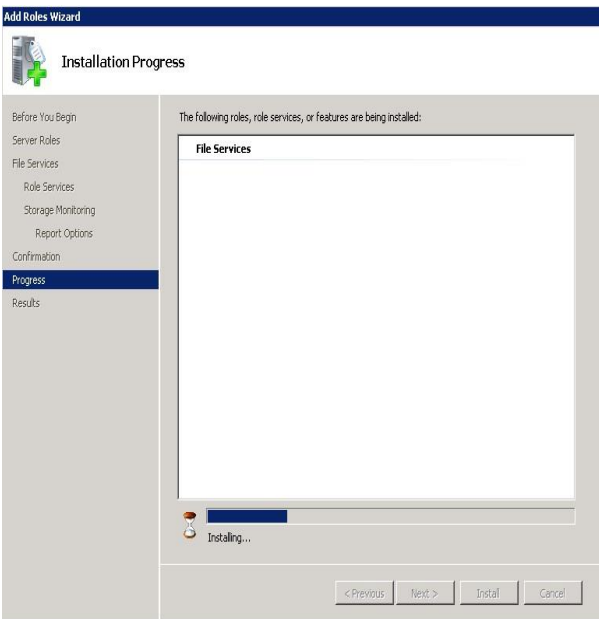 Add Roles Wizard
Installation Progress
Before You Begin
Server Roles
File Services
Role Services
Storage Monitoring
Report Options
Confirmation
Progress
Results
The following roles, role services, or features are being installed:
File Services
Installing...
< Previous
Next >
Install
Cancel